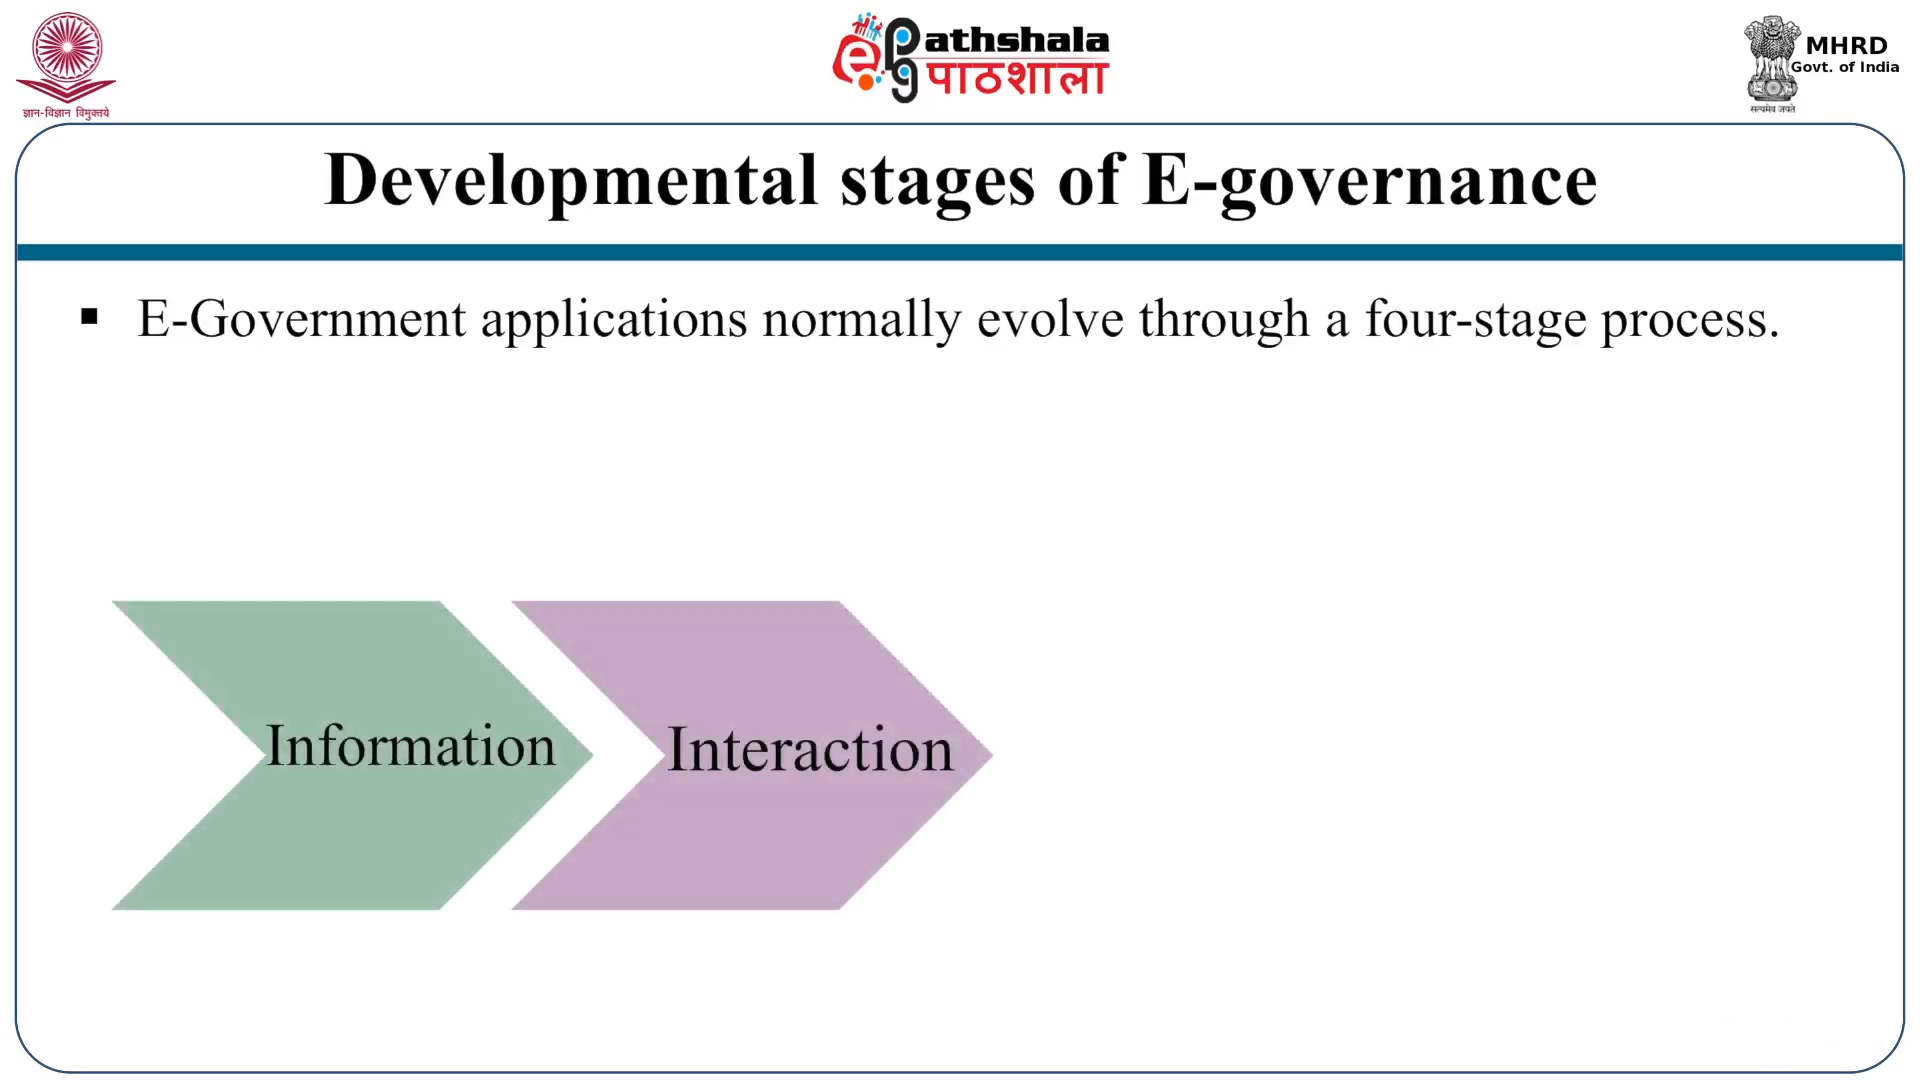 ज्ञान-विज्ञान विमुक्तये
e Pathshala
पाठशाला
सत्यमेव जयते
MHRD
Govt. of India
Developmental stages of E-governance
▪ E-Government applications normally evolve through a four-stage process.
Information
Interaction